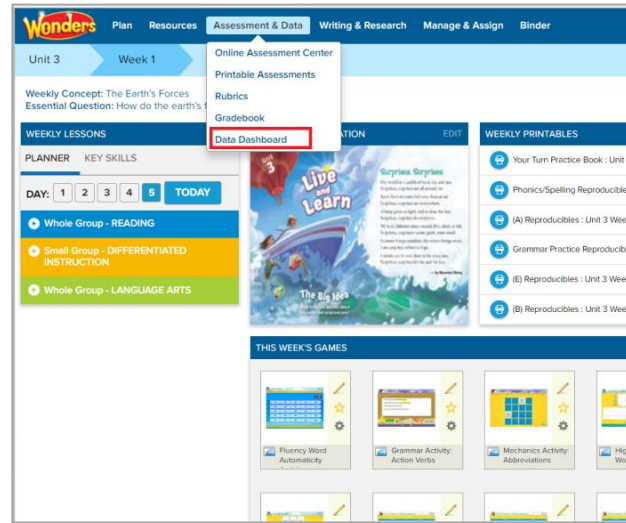 Wonders
Plan Resources Assessment & Data Writing & Research Manage & Assign Binder
Unit 3 Week 1
Online Assessment Center
Printable Assessments
Rubrics
Gradebook
Data Dashboard
Weekly Concept: The Earth's Forces
Essential Question: How do the earth's
WEEKLY LESSONS
EDIT
WEEKLY PRINTABLES
PLANNER KEY SKILLS
DAY: 1 2 3 4 5 TODAY
Whole Group - READING
Small Group - DIFFERENTIATED
INSTRUCTION
Whole Group - LANGUAGE ARTS
Unit
3
Live
and
Learn
Surprises Surprises
The Big Idea
Your Turn Practice Book : Unit
Phonics/Spelling Reproducible
(A) Reproducibles : Unit 3 Wee
Grammar Practice Reproducib
(E) Reproducibles : Unit 3 Wee
(B) Reproducibles : Unit 3 Wee
THIS WEEK'S GAMES
Fluency Word
Automaticity
Grammar Activity:
Action Verbs
Mechanics Activity:
Abbreviations
Hig
Wo